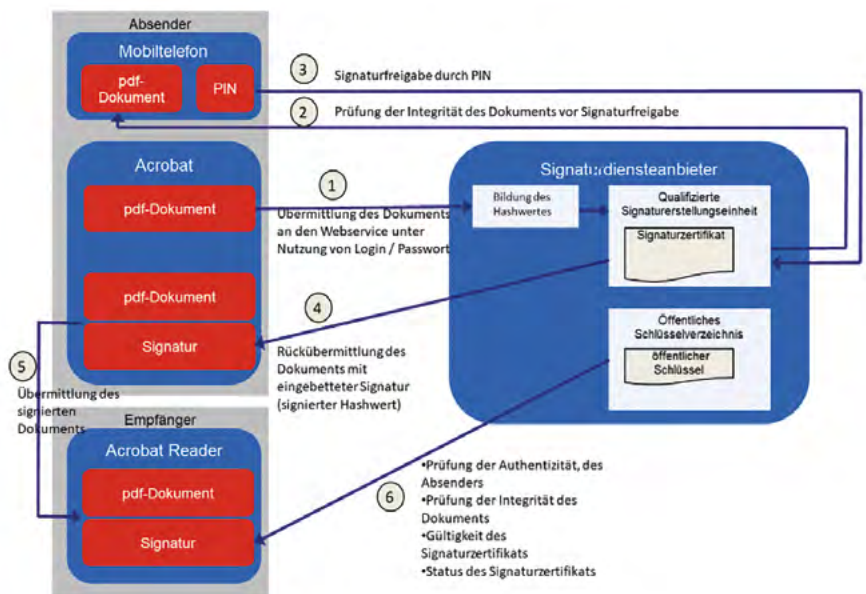 Absender
Mobiltelefon
pdf-
Dokument
PIN
3
Signaturfreigabe durch PIN
2
Prüfung der Integrität des Dokuments vor Signaturfreigabe
Acrobat
pdf-Dokument
1
Übermittlung des Dokuments
an den Webservice unter
Nutzung von Login / Passwort
Signaturdiensteanbieter
Bildung des
Hashwertes
Qualifizierte
Signaturerstellungseinheit
Signaturzertifikat
pdf-Dokument
Signatur
4
Rückübermittlung des
Dokuments mit
eingebetteter Signatur
(signierter Hashwert)
Öffentliches
Schlüsselverzeichnis
öffentlicher
Schlüssel
5
Übermittlung des
signierten
Dokuments
Empfänger
Acrobat Reader
pdf-Dokument
Signatur
6
•Prüfung der Authentizität, des
Absenders
•Prüfung der Integrität des
Dokuments
•Gültigkeit des
Signaturzertifikats
•Status des Signaturzertifikats